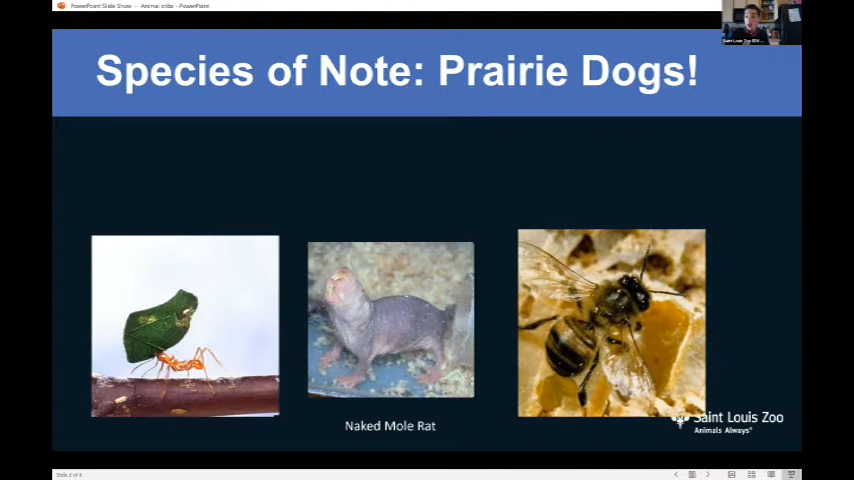 PowerPoint Slide Show - Animal cribs - PowerPoint
Species of Note: Prairie Dogs!
Naked Mole Rat
Saint Louis Zoo
Animals Always®